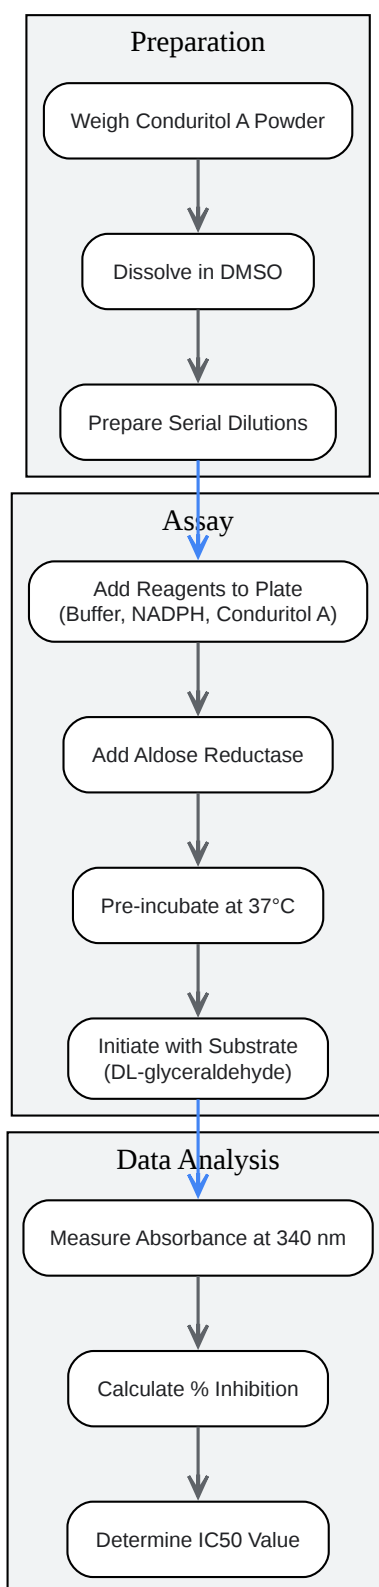 Preparation
Weigh Conduritol A Powder
Dissolve in DMSO
Prepare Serial Dilutions
Assay
Add Reagents to Plate
(Buffer, NADPH, Conduritol A)
Add Aldose Reductase
Pre-incubate at 37°C
Initiate with Substrate
(DL-glyceraldehyde)
Data Analysis
Measure Absorbance at 340 nm
Calculate % Inhibition
Determine IC50 Value